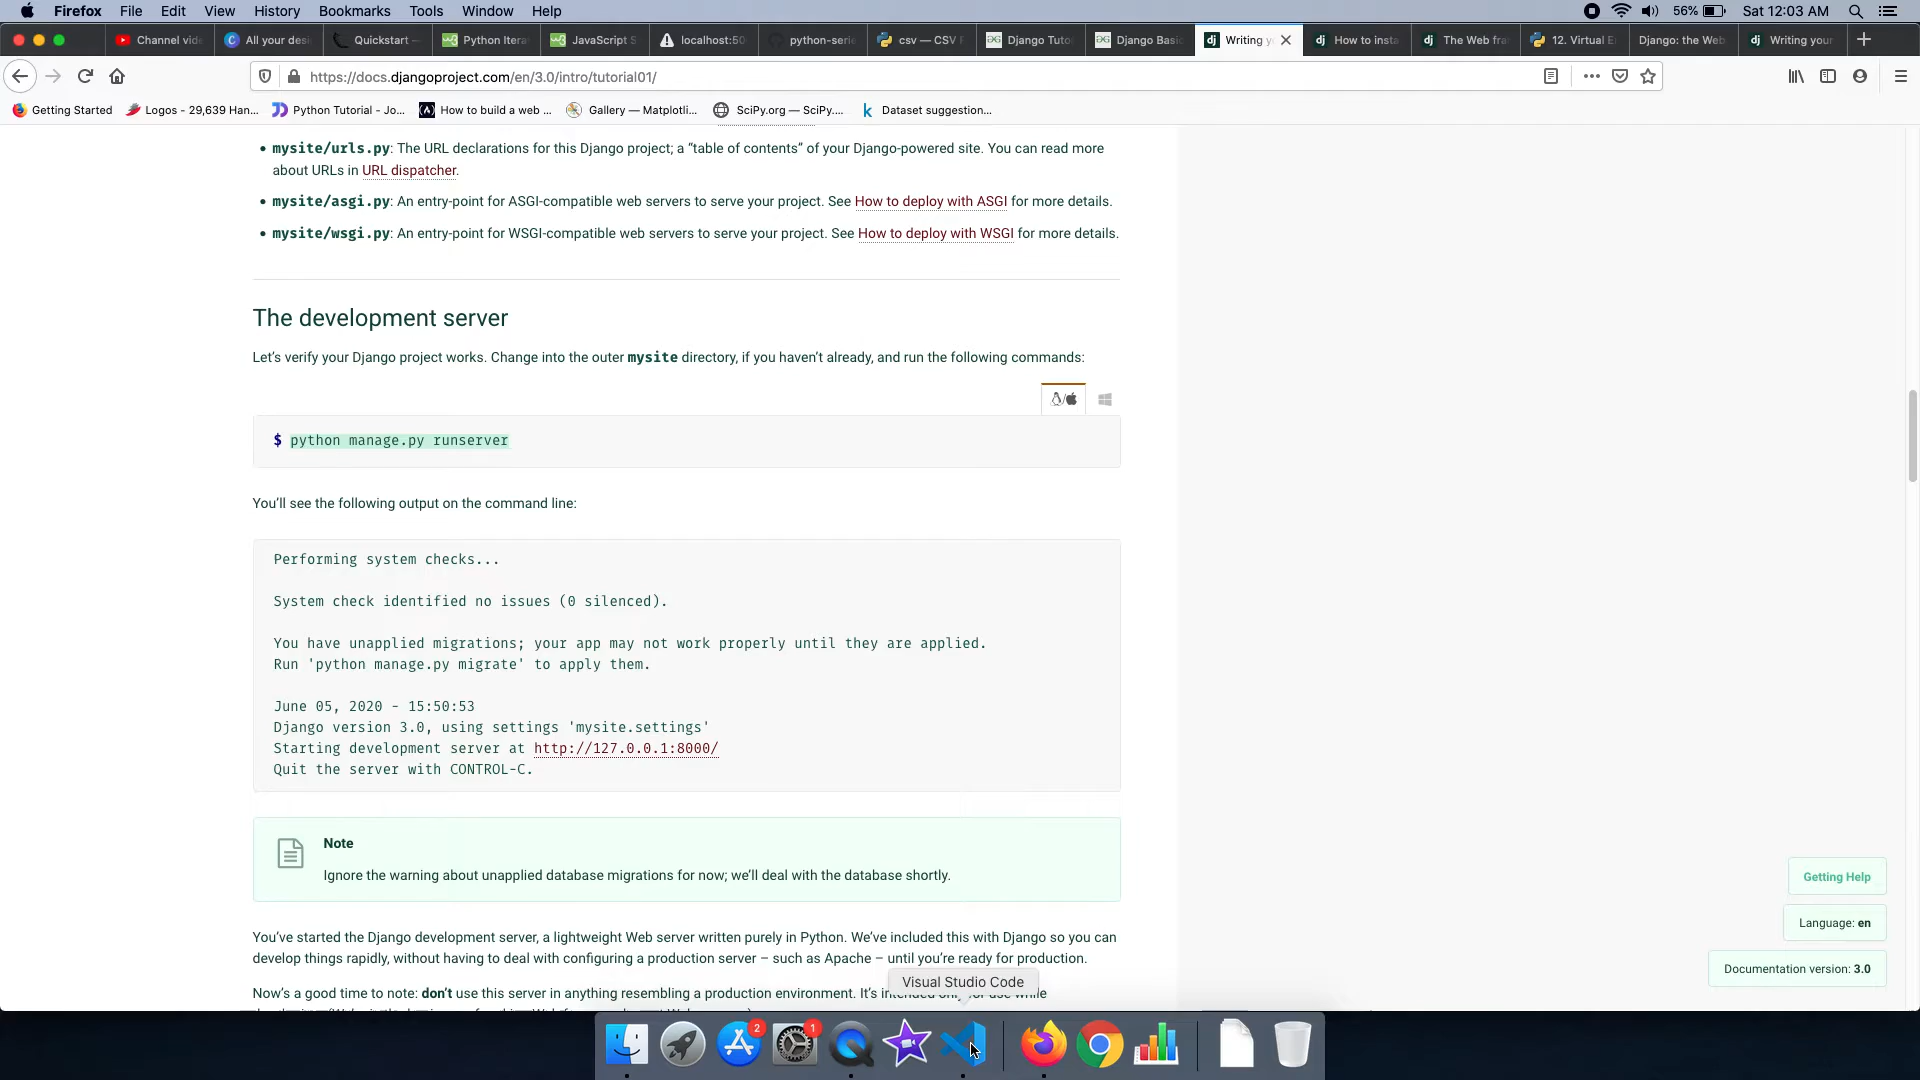 Firefox File Edit View History Bookmarks Tools Window Help 56% Sat 12:03 AM
Channel vide All your desi Quickstart — Python Itera JavaScript S localhost:50 python-serie csv — CSV F Django Tuto Django Basic Writing y How to insta The Web fra 12. Virtual E Django: the Web Writing your
https://docs.djangoproject.com/en/3.0/intro/tutorial01/
Getting Started Logos - 29,639 Han... Python Tutorial - Jo... How to build a web ... Gallery — Matplotli... SciPy.org — SciPy.... Dataset suggestion...
• mysite/urls.py: The URL declarations for this Django project; a “table of contents” of your Django-powered site. You can read more
about URLs in URL dispatcher.
• mysite/asgi.py: An entry-point for ASGI-compatible web servers to serve your project. See How to deploy with ASGI for more details.
• mysite/wsgi.py: An entry-point for WSGI-compatible web servers to serve your project. See How to deploy with WSGI for more details.
The development server
Let’s verify your Django project works. Change into the outer mysite directory, if you haven’t already, and run the following commands:
$ python manage.py runserver
You’ll see the following output on the command line:
Performing system checks...
System check identified no issues (0 silenced).
You have unapplied migrations; your app may not work properly until they are applied.
Run 'python manage.py migrate' to apply them.
June 05, 2020 - 15:50:53
Django version 3.0, using settings 'mysite.settings'
Starting development server at http://127.0.0.1:8000/
Quit the server with CONTROL-C.
Note
Ignore the warning about unapplied database migrations for now; we’ll deal with the database shortly.
Getting Help
Language: en
Documentation version: 3.0
You’ve started the Django development server, a lightweight Web server written purely in Python. We’ve included this with Django so you can
develop things rapidly, without having to deal with configuring a production server – such as Apache – until you’re ready for production.
Visual Studio Code
Now’s a good time to note: don’t use this server in anything resembling a production environment. It’s intended only for use while
2 1